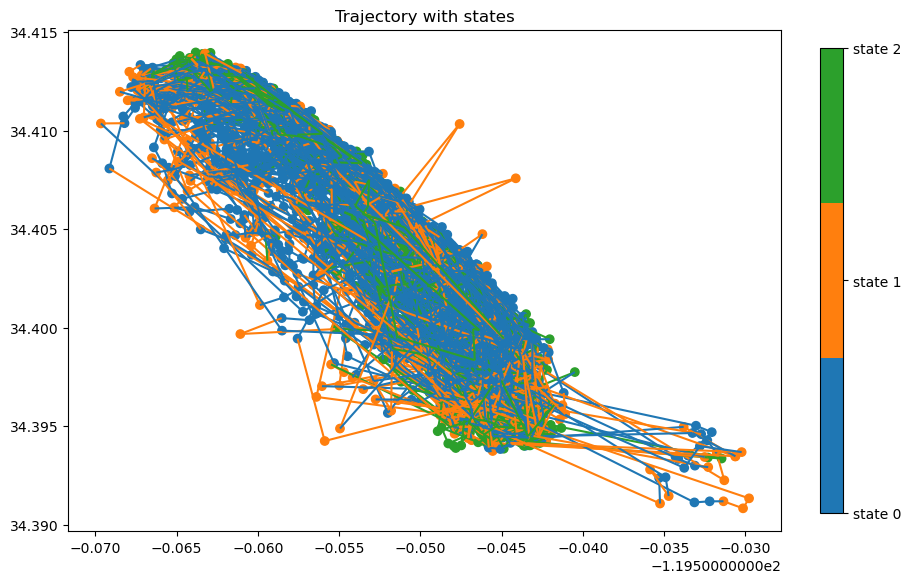 Trajectory with states
34.415
34.410
34.405
34.400
34.395
34.390
−0.070 −0.065 −0.060 −0.055 −0.050 −0.045 −0.040 −0.035 −0.030
−1.1950000000e2
state 2
state 1
state 0